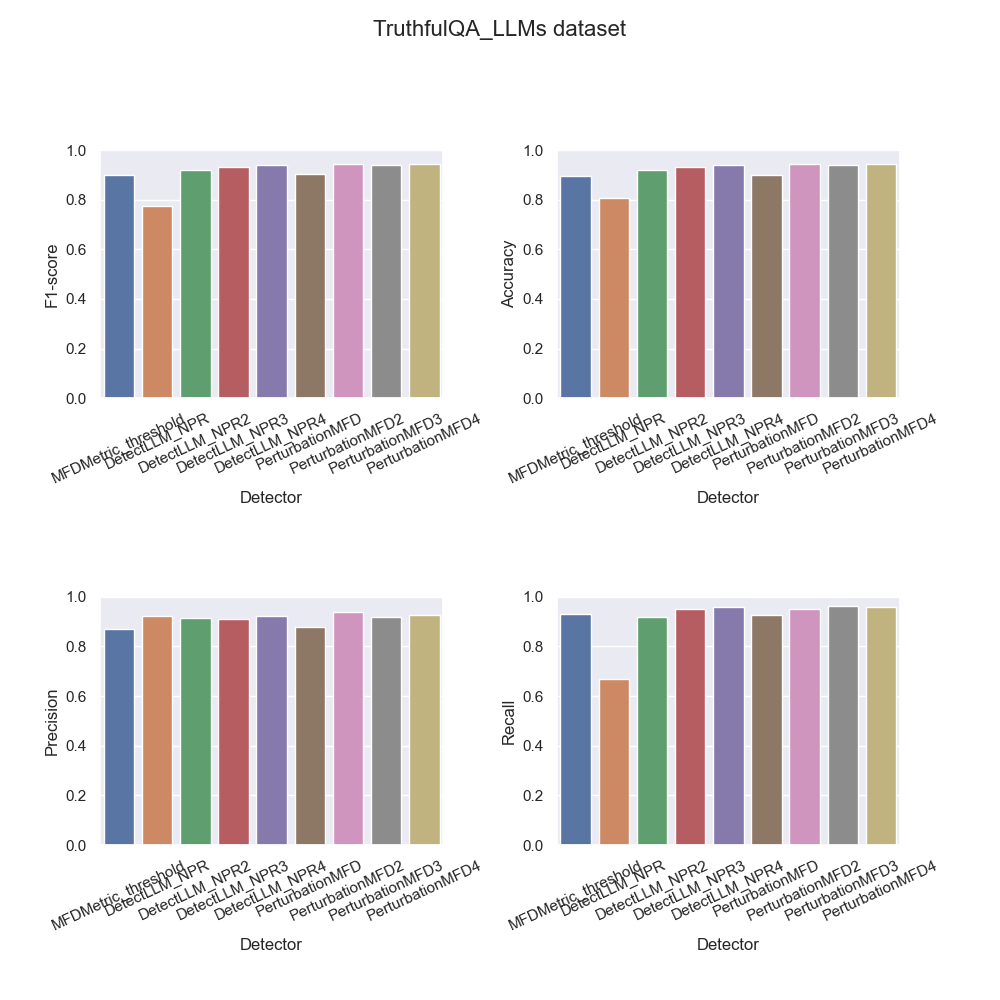 TruthfulQA_LLMs dataset
1.0
0.8
0.6
0.4
0.2
0.0
F1-score
MFDMetric_threshold
DetectLLM_NPR
DetectLLM_NPR2
DetectLLM_NPR3
DetectLLM_NPR4
PerturbationMFD
PerturbationMFD2
PerturbationMFD3
PerturbationMFD4
Detector
1.0
0.8
0.6
0.4
0.2
0.0
Accuracy
MFDMetric_threshold
DetectLLM_NPR
DetectLLM_NPR2
DetectLLM_NPR3
DetectLLM_NPR4
PerturbationMFD
PerturbationMFD2
PerturbationMFD3
PerturbationMFD4
Detector
1.0
0.8
0.6
0.4
0.2
0.0
Precision
MFDMetric_threshold
DetectLLM_NPR
DetectLLM_NPR2
DetectLLM_NPR3
DetectLLM_NPR4
PerturbationMFD
PerturbationMFD2
PerturbationMFD3
PerturbationMFD4
Detector
1.0
0.8
0.6
0.4
0.2
0.0
Recall
MFDMetric_threshold
DetectLLM_NPR
DetectLLM_NPR2
DetectLLM_NPR3
DetectLLM_NPR4
PerturbationMFD
PerturbationMFD2
PerturbationMFD3
PerturbationMFD4
Detector